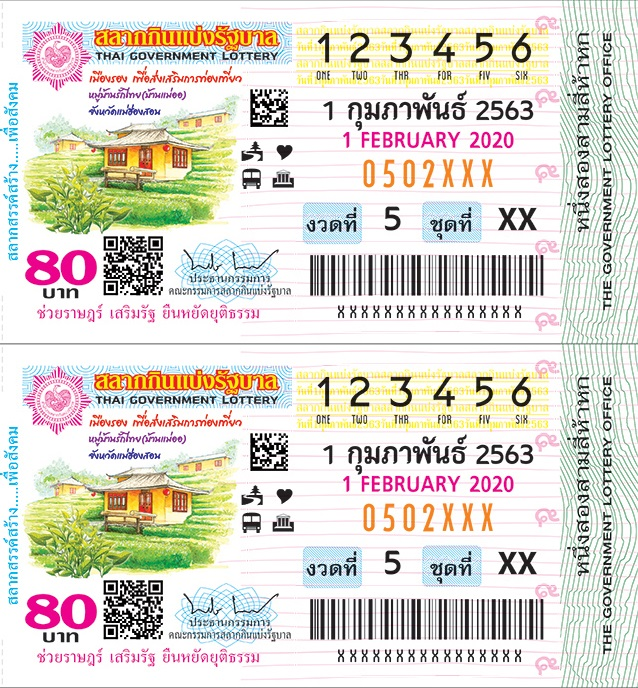 สลากกินแบ่งรัฐบาล
THAI GOVERNMENT LOTTERY
เมืองรอง เพื่อส่งเสริมการท่องเที่ยว
หมู่บ้านรักไทย(บ้านแม่ออ)
จังหวัดแม่ฮ่องสอน
สลากสรรค์สร้าง.....เพื่อสังคม
80
บาท
ประธานกรรมการ
คณะกรรมการสลากกินแบ่งรัฐบาล
ช่วยราษฎร์ เสริมรัฐ ยืนหยัดยุติธรรม
1 2 3 4 5 6
ONE TWO THR FOR FIV SIX
1 กุมภาพันธ์ 2563
1 FEBRUARY 2020
0502XXX
งวดที่ 5 ชุดที่ XX
XXXXXXXXXXXXXXXX
หนึ่งสองสามสี่ห้าหก
THE GOVERNMENT LOTTERY OFFICE
สลากกินแบ่งรัฐบาล
THAI GOVERNMENT LOTTERY
เมืองรอง เพื่อส่งเสริมการท่องเที่ยว
หมู่บ้านรักไทย(บ้านแม่ออ)
จังหวัดแม่ฮ่องสอน
สลากสรรค์สร้าง.....เพื่อสังคม
80
บาท
ประธานกรรมการ
คณะกรรมการสลากกินแบ่งรัฐบาล
ช่วยราษฎร์ เสริมรัฐ ยืนหยัดยุติธรรม
1 2 3 4 5 6
ONE TWO THR FOR FIV SIX
1 กุมภาพันธ์ 2563
1 FEBRUARY 2020
0502XXX
งวดที่ 5 ชุดที่ XX
XXXXXXXXXXXXXXXX
หนึ่งสองสามสี่ห้าหก
THE GOVERNMENT LOTTERY OFFICE